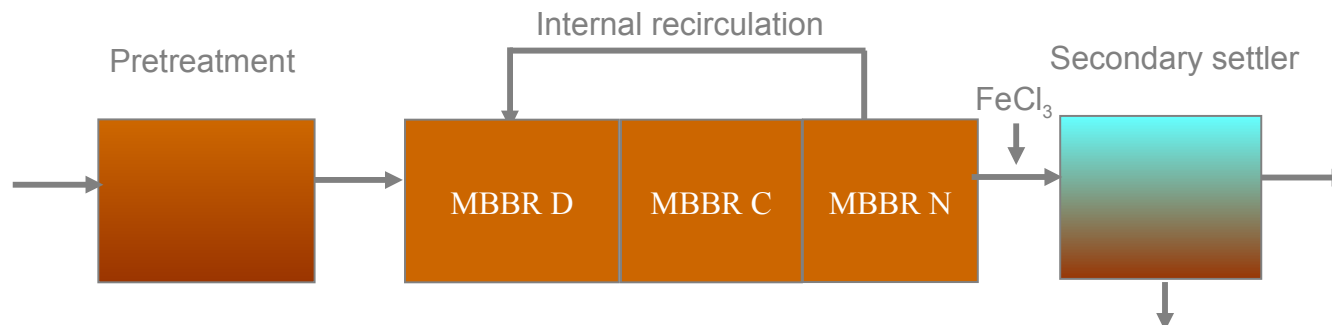 Internal recirculation
Pretreatment
Secondary settler
FeCl₃
MBBR D
MBBR C
MBBR N